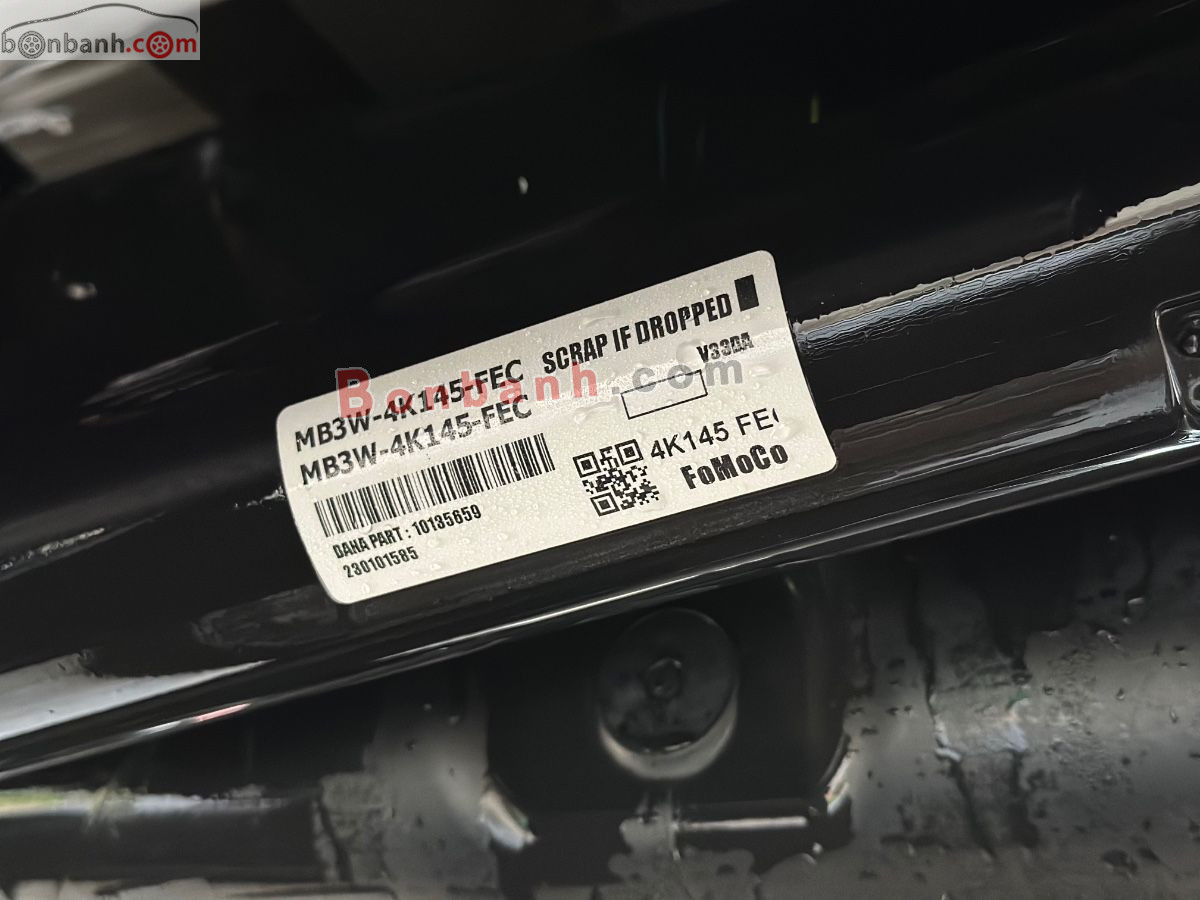 bonbanh.com
MB3W-4K145-FEC SCRAP IF DROPPED
MB3W-4K145-FEC V33DA
Bonbanh.com
4K145 FE
FoMoCo
DANA PART : 10135659
230101585